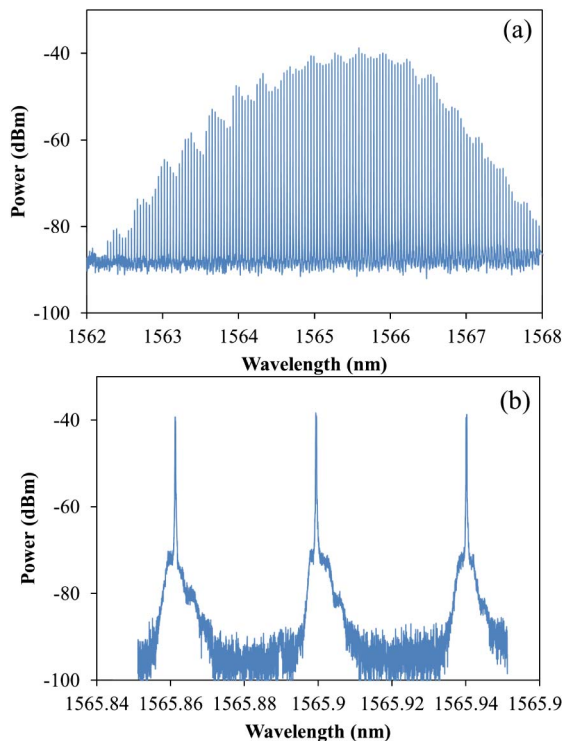 (a)
-40
-60
-80
-100
Power (dBm)
1562 1563 1564 1565 1566 1567 1568
Wavelength (nm)
(b)
-40
-60
-80
-100
Power (dBm)
1565.84 1565.86 1565.88 1565.9 1565.92 1565.94 1565.9
Wavelength (nm)